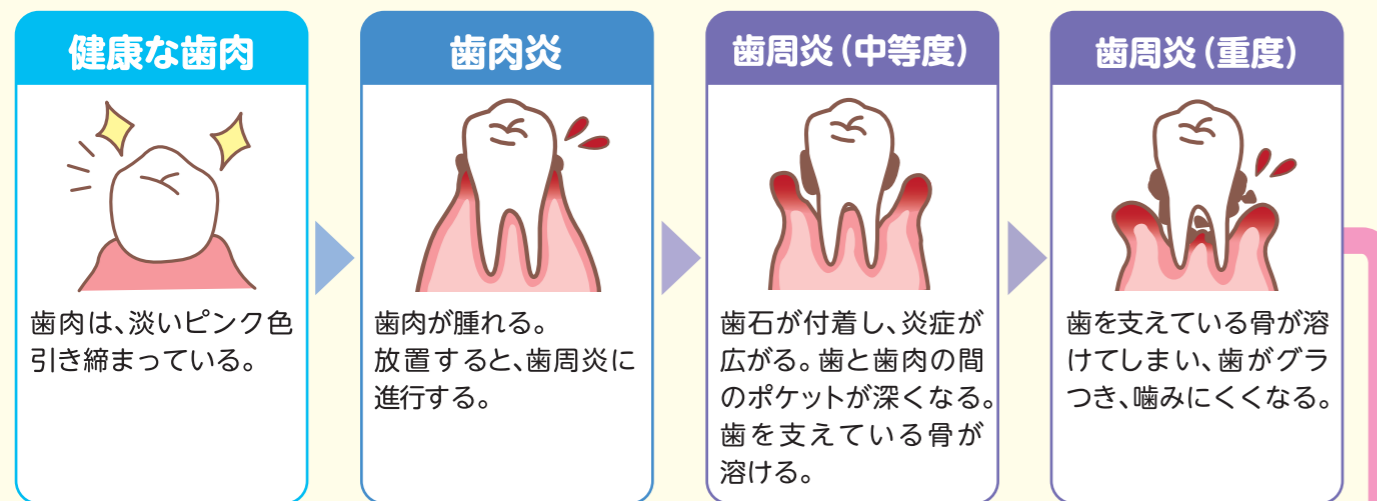 健康な歯肉
歯肉は、淡いピンク色
引き締まっている。
歯肉炎
歯肉が腫れる。
放置すると、歯周炎に
進行する。
歯周炎(中等度)
歯石が付着し、炎症が
広がる。歯と歯肉の間
のポケットが深くなる。
歯を支えている骨が
溶ける。
歯周炎(重度)
歯を支えている骨が溶
けてしまい、歯がグラ
つき、噛みにくくなる。